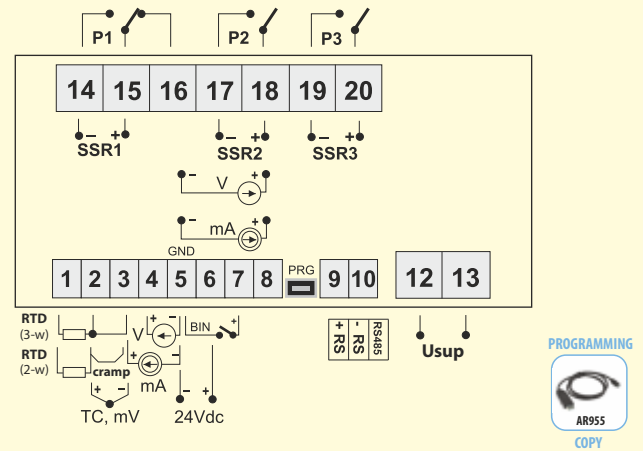 P1 P2 P3
14 15 16 17 18 19 20
– + – + – +
SSR1 SSR2 SSR3
– V +
– mA +
GND
1 2 3 4 5 6 7 8 PRG 9 10 12 13
RTD
(3-w)
V + –
BIN +
RTD
(2-w)
cramp
+ mA –
+ –
TC, mV
– +
24Vdc
+ RS
- RS
RS485
Usup
PROGRAMMING
AR955
COPY